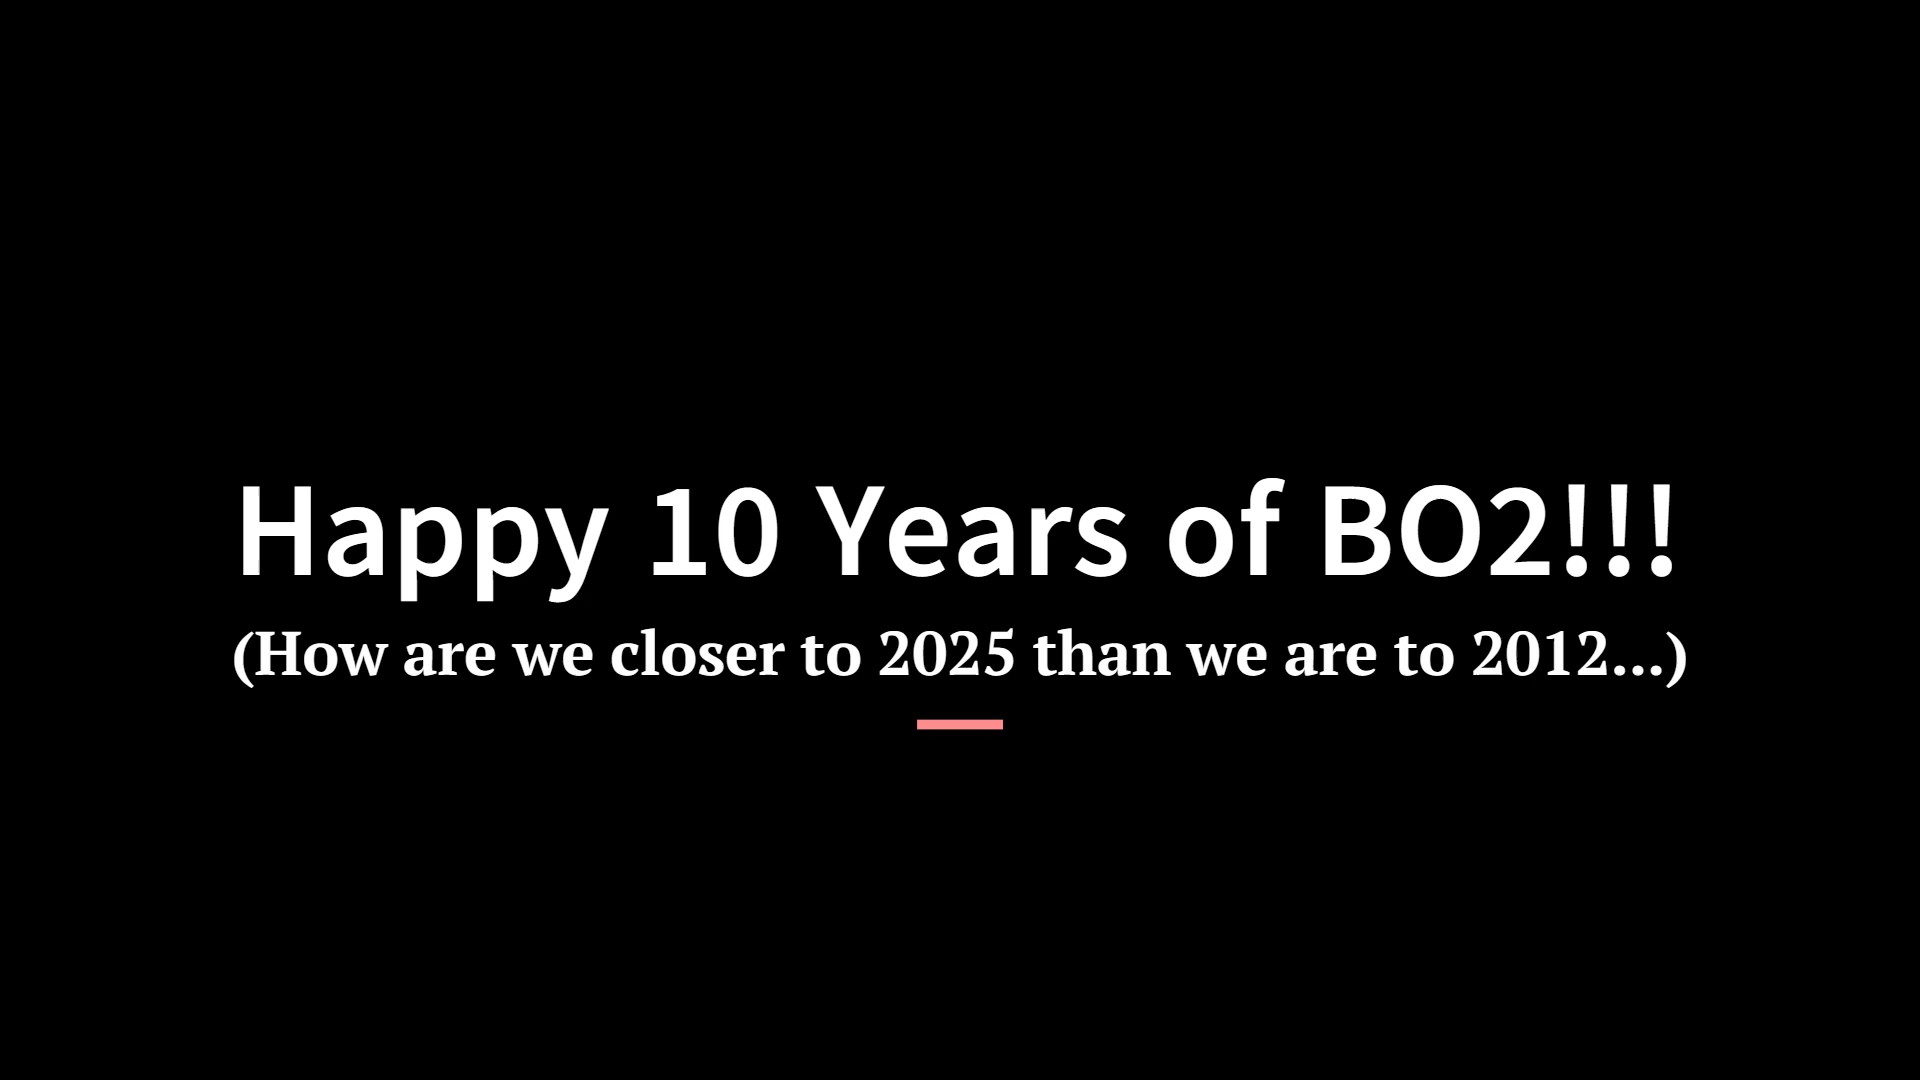 Happy 10 Years of BO2!!!
(How are we closer to 2025 than we are to 2012...)